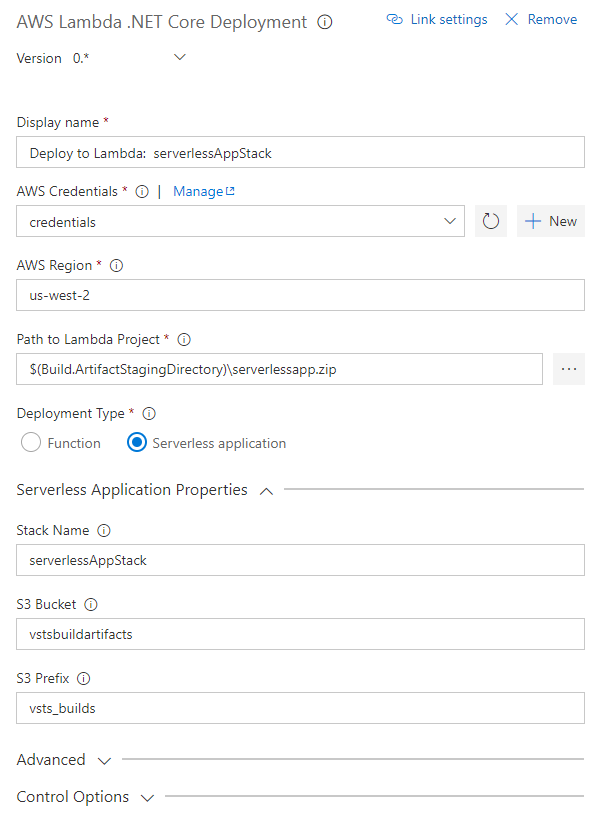 AWS Lambda .NET Core Deployment Link settings Remove
Version 0.*
Display name *
Deploy to Lambda: serverlessAppStack
AWS Credentials * | Manage
credentials New
AWS Region *
us-west-2
Path to Lambda Project *
$(Build.ArtifactStagingDirectory)\serverlessapp.zip ...
Deployment Type *
Function Serverless application
Serverless Application Properties
Stack Name
serverlessAppStack
S3 Bucket
vstsbuildartifacts
S3 Prefix
vsts_builds
Advanced
Control Options